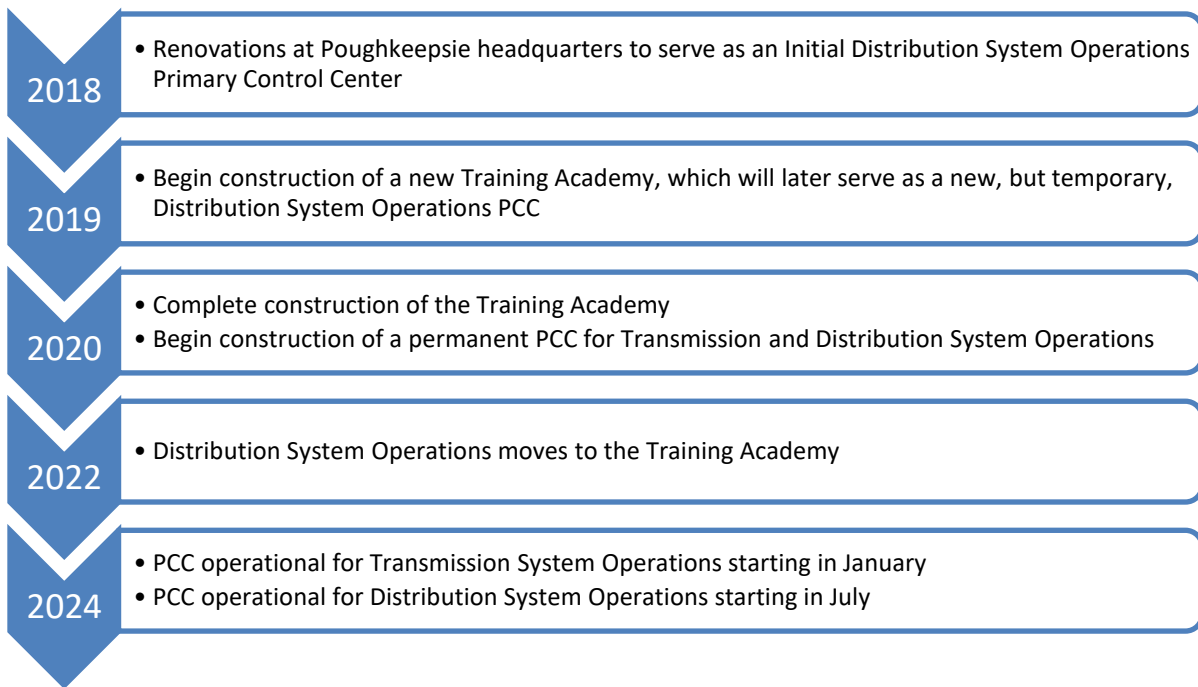 2018
• Renovations at Poughkeepsie headquarters to serve as an Initial Distribution System Operations
Primary Control Center
2019
• Begin construction of a new Training Academy, which will later serve as a new, but temporary,
Distribution System Operations PCC
2020
• Complete construction of the Training Academy
• Begin construction of a permanent PCC for Transmission and Distribution System Operations
2022
• Distribution System Operations moves to the Training Academy
2024
• PCC operational for Transmission System Operations starting in January
• PCC operational for Distribution System Operations starting in July